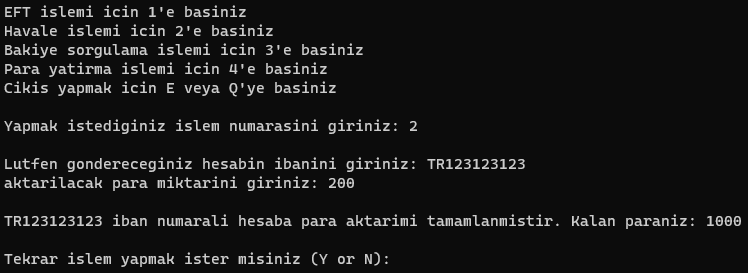 EFT islemi icin 1'e basiniz
Havale islemi icin 2'e basiniz
Bakiye sorgulama islemi icin 3'e basiniz
Para yatirma islemi icin 4'e basiniz
Cikis yapmak icin E veya Q'ye basiniz
Yapmak istediginiz islem numarasini giriniz: 2
Lutfen gondereceginiz hesabin ibanini giriniz: TR123123123
aktarilacak para miktarini giriniz: 200
TR123123123 iban numarali hesaba para aktarimi tamamlanmistir. Kalan paraniz: 1000
Tekrar islem yapmak ister misiniz (Y or N):